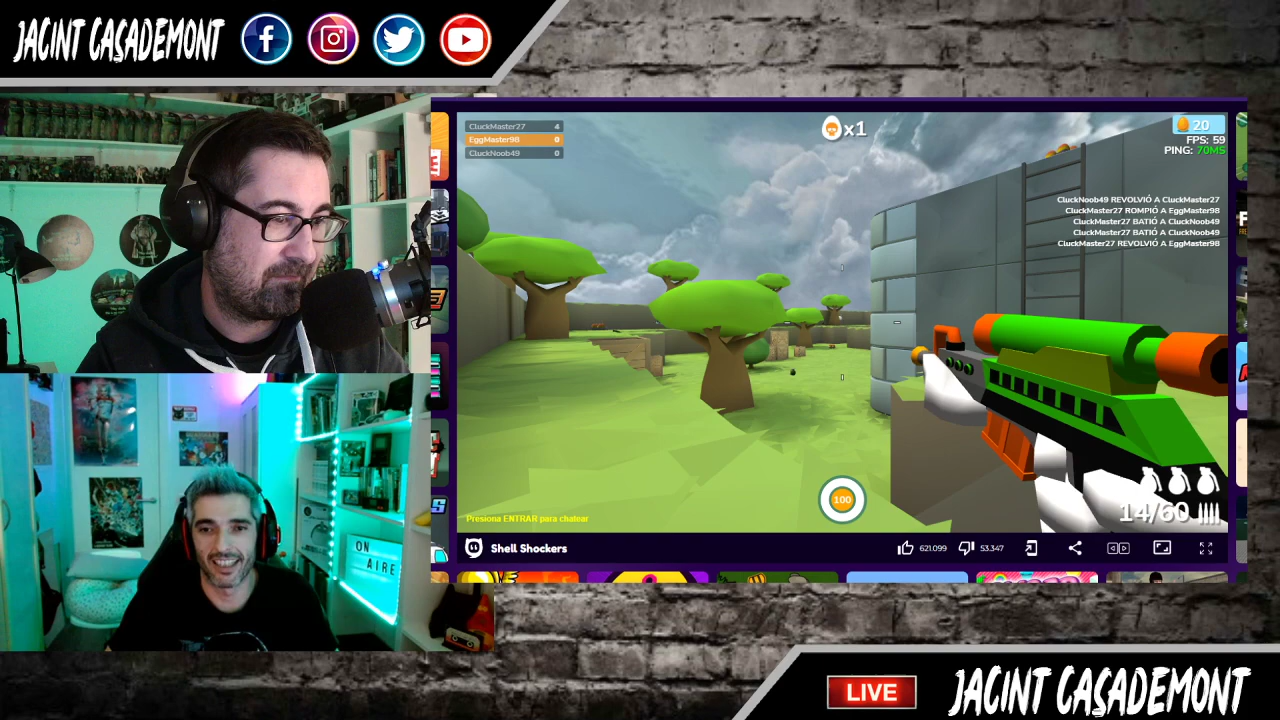 JACINT CASADEMONT
CluckMaster27 4
EggMaster98 0
CluckNoob49 0
x1
20
FPS: 59
PING: 70MS
CluckNoob49 REVOLVIÓ A CluckMaster27
CluckMaster27 ROMPIÓ A EggMaster98
CluckMaster27 BATIÓ A CluckNoob49
CluckMaster27 BATIÓ A CluckNoob49
CluckMaster27 REVOLVIÓ A EggMaster98
100
14/60
Presiona ENTRAR para chatear
Shell Shockers
621.099
53.347
ON
AIRE
LIVE
JACINT CASADEMONT